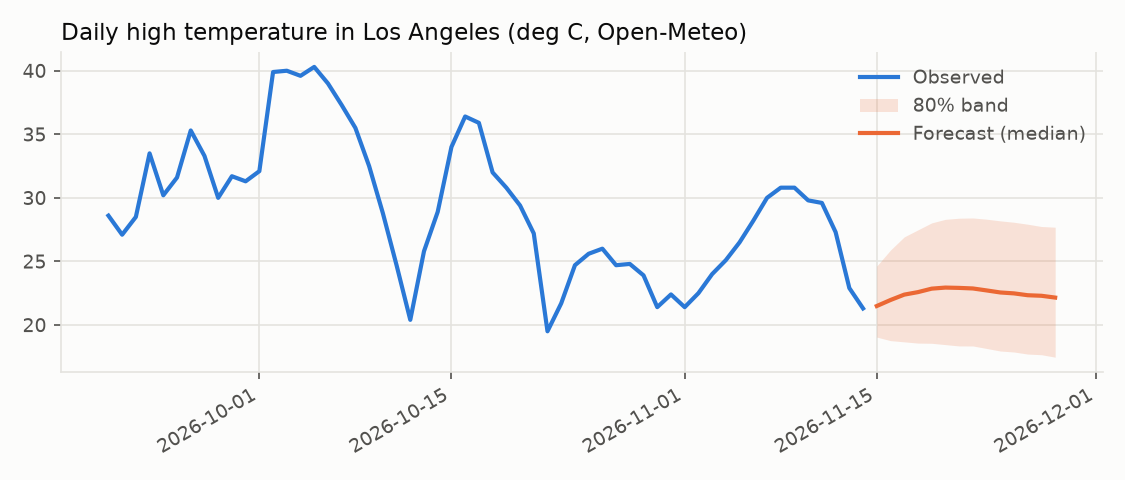 Daily high temperature in Los Angeles (deg C, Open-Meteo)
40
35
30
25
20
Observed
80% band
Forecast (median)
2026-10-01
2026-10-15
2026-11-01
2026-11-15
2026-12-01